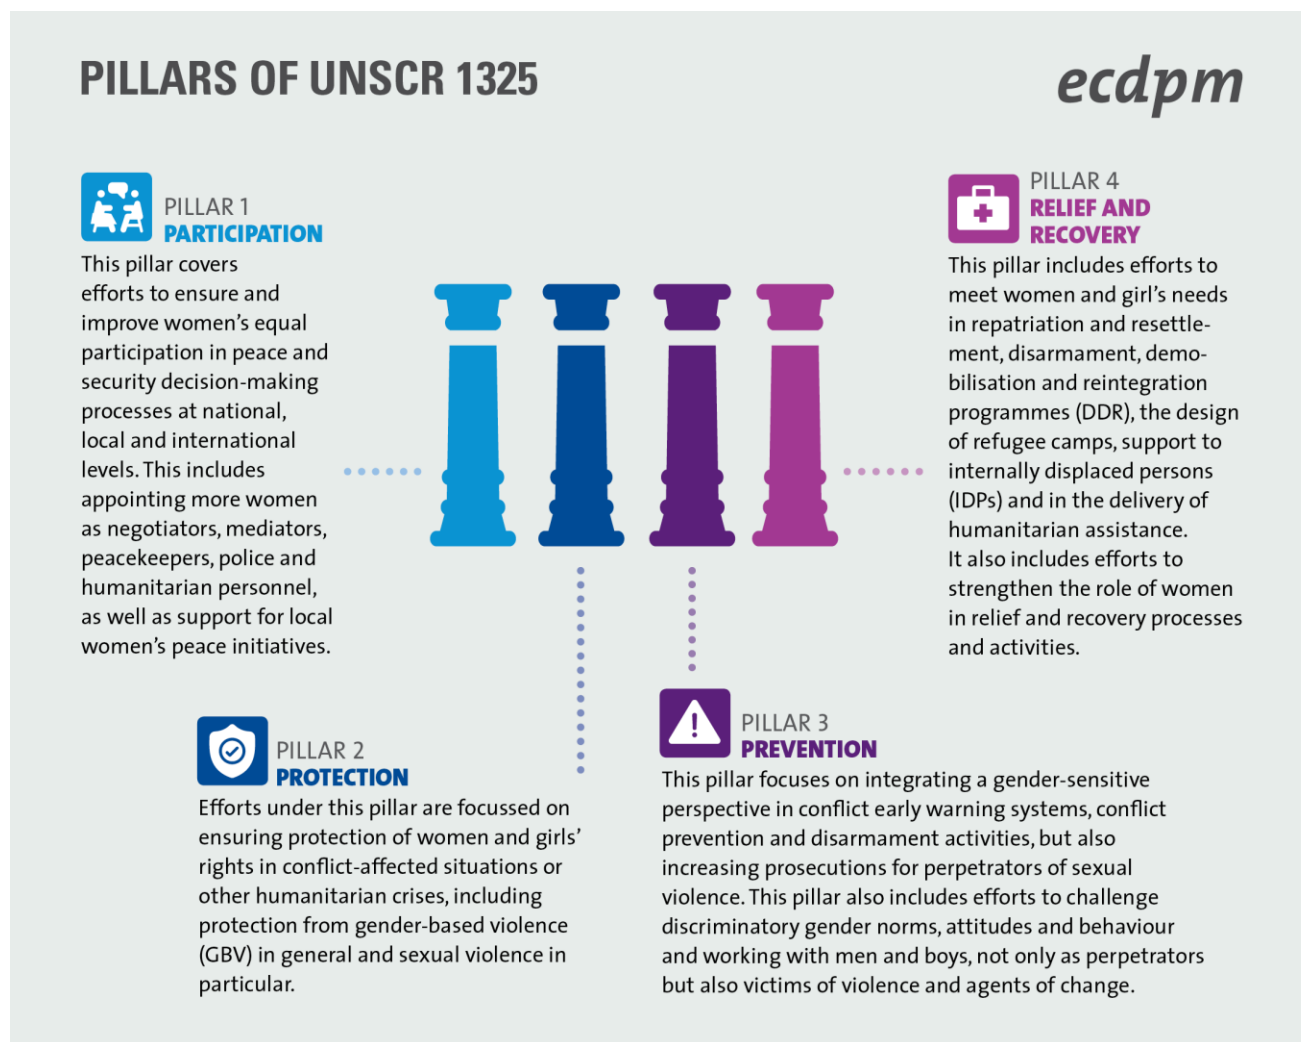 PILLARS OF UNSCR 1325
ecdpm
PILLAR 1
PARTICIPATION
This pillar covers
efforts to ensure and
improve women’s equal
participation in peace and
security decision-making
processes at national,
local and international
levels. This includes
appointing more women
as negotiators, mediators,
peacekeepers, police and
humanitarian personnel,
as well as support for local
women’s peace initiatives.
PILLAR 2
PROTECTION
Efforts under this pillar are focussed on
ensuring protection of women and girls’
rights in conflict-affected situations or
other humanitarian crises, including
protection from gender-based violence
(GBV) in general and sexual violence in
particular.
PILLAR 3
PREVENTION
This pillar focuses on integrating a gender-sensitive
perspective in conflict early warning systems, conflict
prevention and disarmament activities, but also
increasing prosecutions for perpetrators of sexual
violence. This pillar also includes efforts to challenge
discriminatory gender norms, attitudes and behaviour
and working with men and boys, not only as perpetrators
but also victims of violence and agents of change.
PILLAR 4
RELIEF AND
RECOVERY
This pillar includes efforts to
meet women and girl’s needs
in repatriation and resettle-
ment, disarmament, demo-
bilisation and reintegration
programmes (DDR), the design
of refugee camps, support to
internally displaced persons
(IDPs) and in the delivery of
humanitarian assistance.
It also includes efforts to
strengthen the role of women
in relief and recovery processes
and activities.